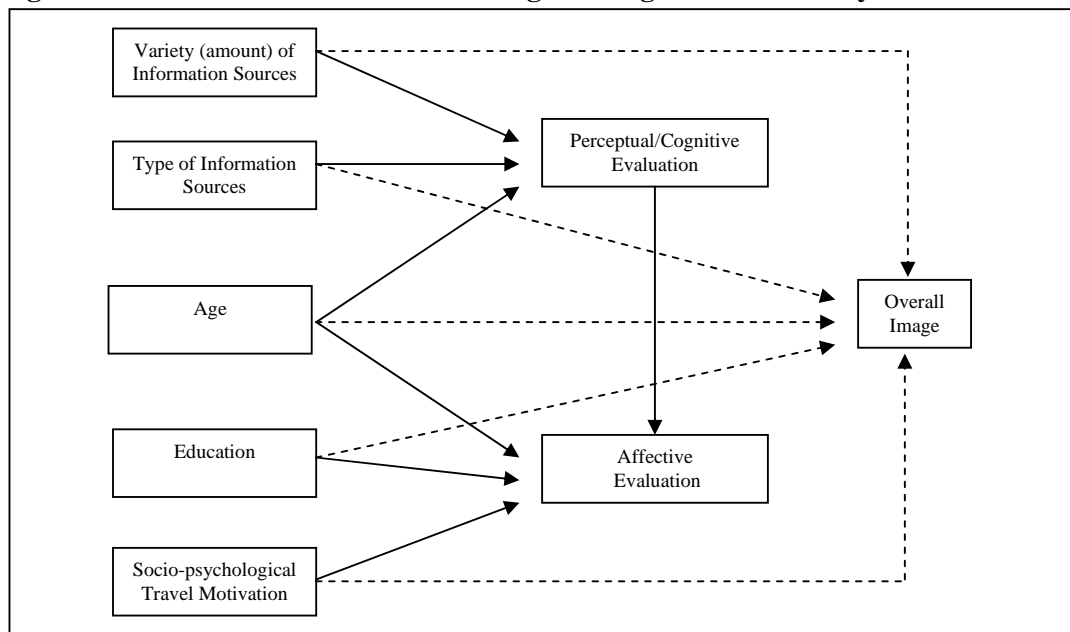 Variety (amount) of
Information Sources
Type of Information
Sources
Age
Education
Socio-psychological
Travel Motivation
Perceptual/Cognitive
Evaluation
Affective
Evaluation
Overall
Image